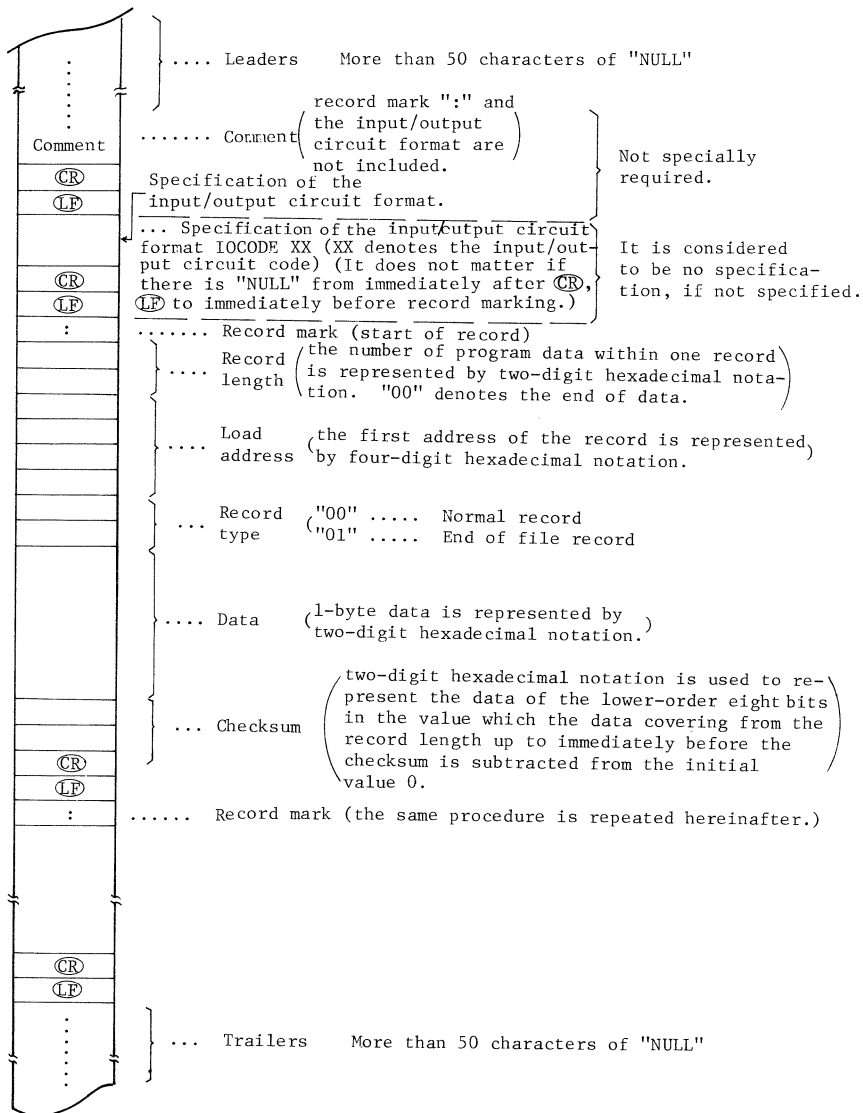 .... Leaders More than 50 characters of "NULL"
Comment
....... Comment
record mark ":" and
the input/output
circuit format are
not included.
Not specially
required.
CR
LF
Specification of the
input/output circuit format.
... Specification of the input/output circuit
format IOCODE XX (XX denotes the input/out-
put circuit code) (It does not matter if
there is "NULL" from immediately after CR,
LF to immediately before record marking.)
It is considered
to be no specifica-
tion, if not specified.
CR
LF
:
....... Record mark (start of record)
.... Record
length
(the number of program data within one record
is represented by two-digit hexadecimal nota-
tion. "00" denotes the end of data.)
.... Load
address
(the first address of the record is represented
by four-digit hexadecimal notation.)
... Record
type
("00" ..... Normal record
"01" ..... End of file record
.... Data
(1-byte data is represented by
two-digit hexadecimal notation.)
... Checksum
(two-digit hexadecimal notation is used to re-
present the data of the lower-order eight bits
in the value which the data covering from the
record length up to immediately before the
checksum is subtracted from the initial
value 0.)
CR
LF
:
...... Record mark (the same procedure is repeated hereinafter.)
CR
LF
... Trailers More than 50 characters of "NULL"